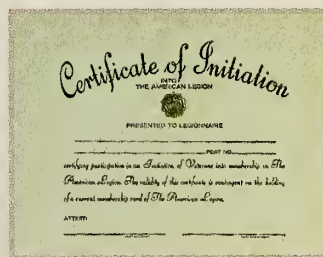 Certificate of Initiation
INTO
THE AMERICAN LEGION
PRESENTED TO LEGIONNAIRE
POST NO.
certifying participation in an Initiation of Veterans into membership in The
American Legion. The validity of this certificate is contingent on the holding
of a current membership card of The American Legion.
ATTEST: